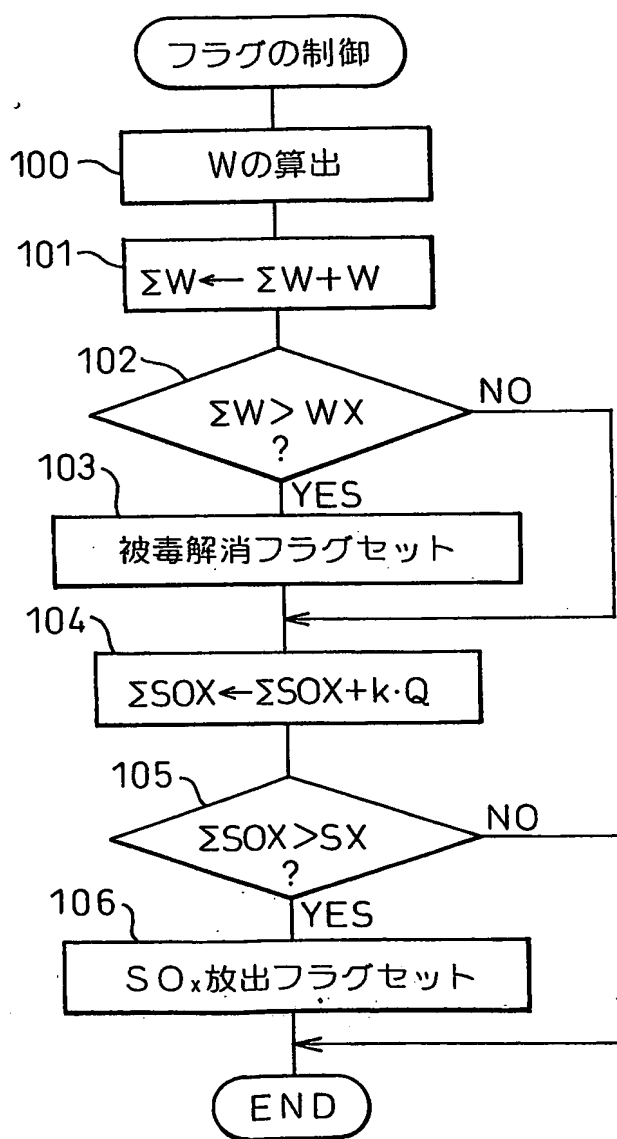 フラグの制御
100
Wの算出
101
ΣW← ΣW+W
102
ΣW>WX
?
NO
YES
103
被毒解消フラグセット
104
ΣSOX←ΣSOX+k·Q
105
ΣSOX>SX
?
NO
YES
106
SOx放出フラグセット
END